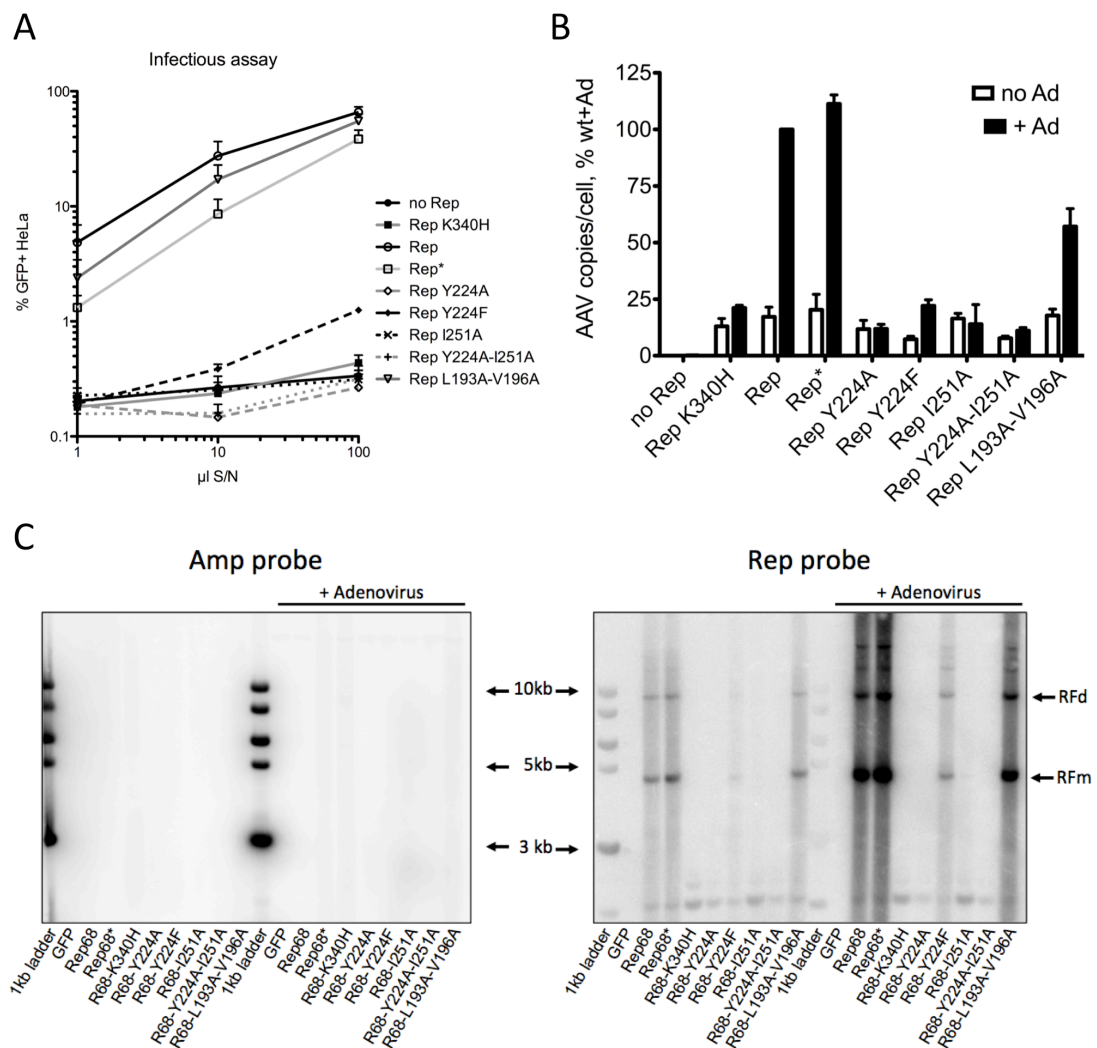 A
Infectious assay
% GFP+ HeLa
100
10
1
0.1
1
10
100
µl S/N
no Rep
Rep K340H
Rep
Rep*
Rep Y224A
Rep Y224F
Rep I251A
Rep Y224A-I251A
Rep L193A-V196A
B
AAV copies/cell, % wt+Ad
125
100
75
50
25
0
no Ad
+ Ad
no Rep
Rep K340H
Rep
Rep*
Rep Y224A
Rep Y224F
Rep I251A
Rep Y224A-I251A
Rep L193A-V196A
C
Amp probe
+ Adenovirus
1kb ladder
GFP
Rep68
Rep68*
R68-K340H
R68-Y224A
R68-Y224F
R68-I251A
R68-Y224A-I251A
R68-L193A-V196A
1kb ladder
GFP
Rep68
Rep68*
R68-K340H
R68-Y224A
R68-Y224F
R68-I251A
R68-Y224A-I251A
R68-L193A-V196A
10kb
5kb
3 kb
Rep probe
+ Adenovirus
RFd
RFm
1kb ladder
GFP
Rep68
Rep68*
R68-K340H
R68-Y224A
R68-Y224F
R68-I251A
R68-Y224A-I251A
R68-L193A-V196A
1kb ladder
GFP
Rep68
Rep68*
R68-K340H
R68-Y224A
R68-Y224F
R68-I251A
R68-Y224A-I251A
R68-L193A-V196A